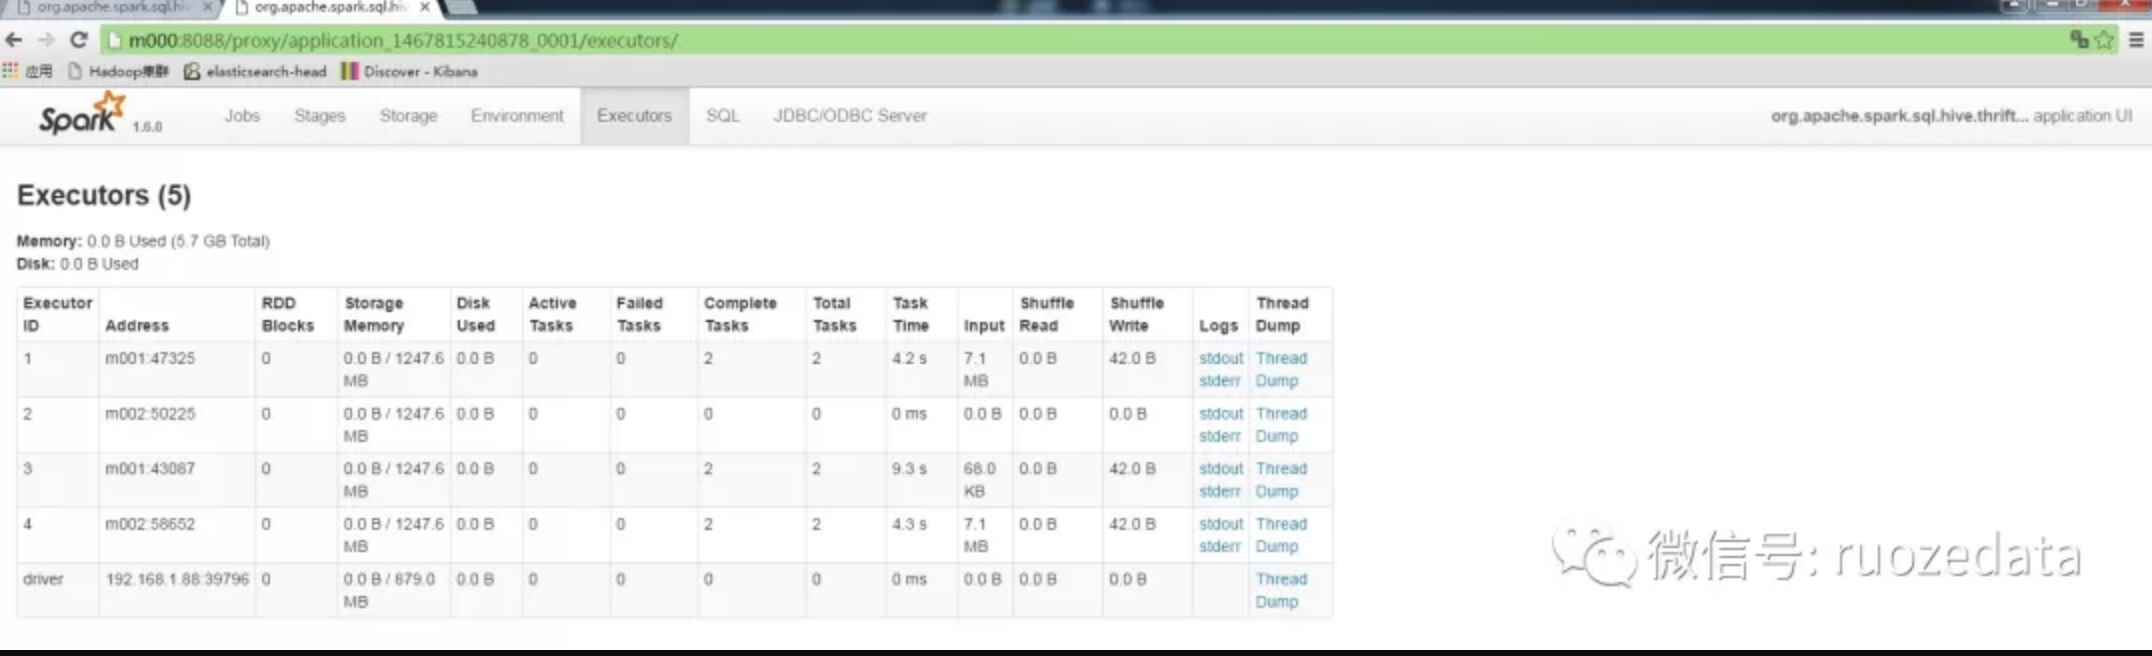 org.apache.spark.sql.hiv × org.apache.spark.sql.hiv ×
m000:8088/proxy/application_1467815240878_0001/executors/
应用 Hadoop集群 elasticsearch-head Discover - Kibana
Spark 1.6.0 Jobs Stages Storage Environment Executors SQL JDBC/ODBC Server org.apache.spark.sql.hive.thrift... application UI
Executors (5)
Memory: 0.0 B Used (5.7 GB Total)
Disk: 0.0 B Used
Executor ID Address RDD Blocks Storage Memory Disk Used Active Tasks Failed Tasks Complete Tasks Total Tasks Task Time Input Shuffle Read Shuffle Write Logs Thread Dump
1 m001:47325 0 0.0 B / 1247.6 MB 0.0 B 0 0 2 2 4.2 s 7.1 MB 0.0 B 42.0 B stdout stderr Thread Dump
2 m002:50225 0 0.0 B / 1247.6 MB 0.0 B 0 0 0 0 0 ms 0.0 B 0.0 B 0.0 B stdout stderr Thread Dump
3 m001:43087 0 0.0 B / 1247.6 MB 0.0 B 0 0 2 2 9.3 s 68.0 KB 0.0 B 42.0 B stdout stderr Thread Dump
4 m002:58652 0 0.0 B / 1247.6 MB 0.0 B 0 0 2 2 4.3 s 7.1 MB 0.0 B 42.0 B stdout stderr Thread Dump
driver 192.168.1.88:39796 0 0.0 B / 879.0 MB 0.0 B 0 0 0 0 0 ms 0.0 B 0.0 B 0.0 B Thread Dump
微信号: ruozedata